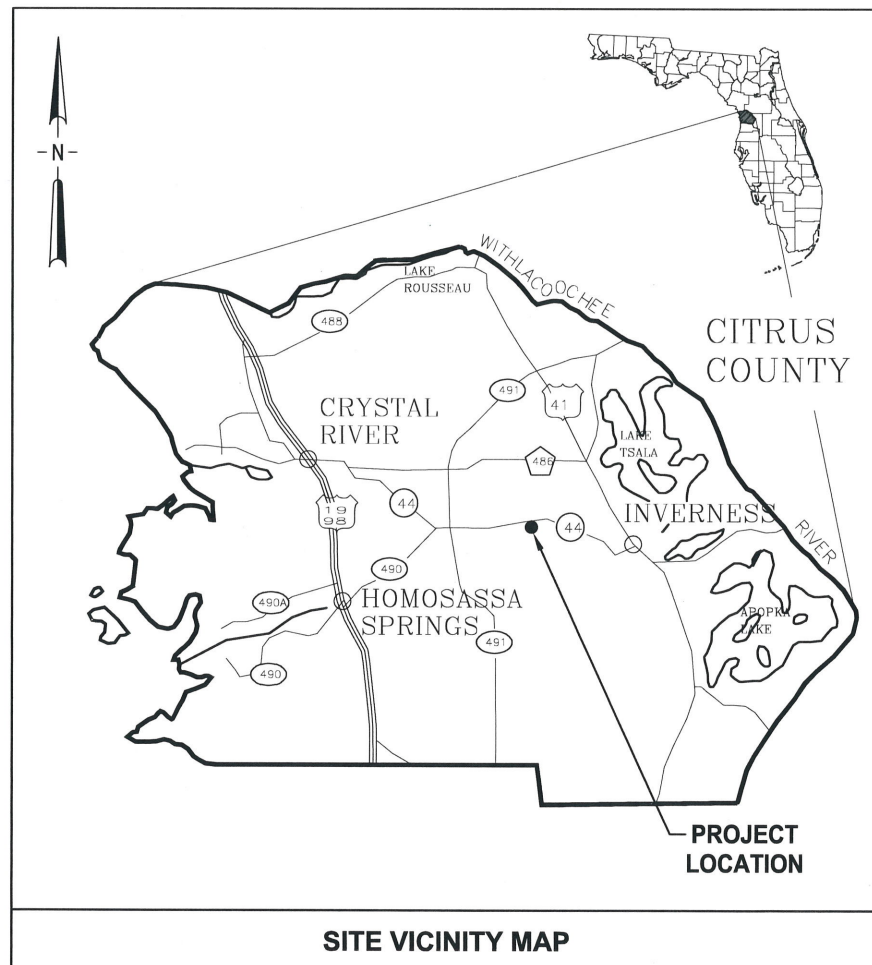 -N-
WITHLACOOCHEE
LAKE
ROUSSEAU
488
CITRUS
COUNTY
491
41
CRYSTAL
RIVER
LAKE
TSALA
486
19
98
44
44
INVERNESS
RIVER
490
490A
HOMOSASSA
SPRINGS
APOPKA
LAKE
491
490
PROJECT
LOCATION
SITE VICINITY MAP